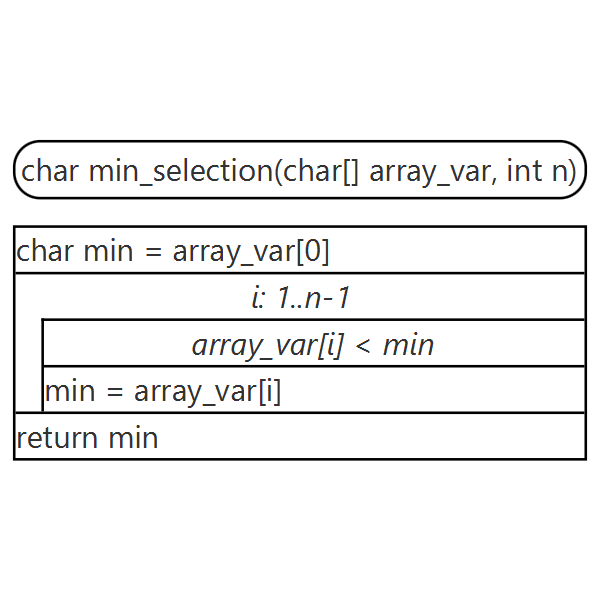 char min_selection(char[] array_var, int n)
char min = array_var[0]
i: 1..n-1
array_var[i] < min
min = array_var[i]
return min